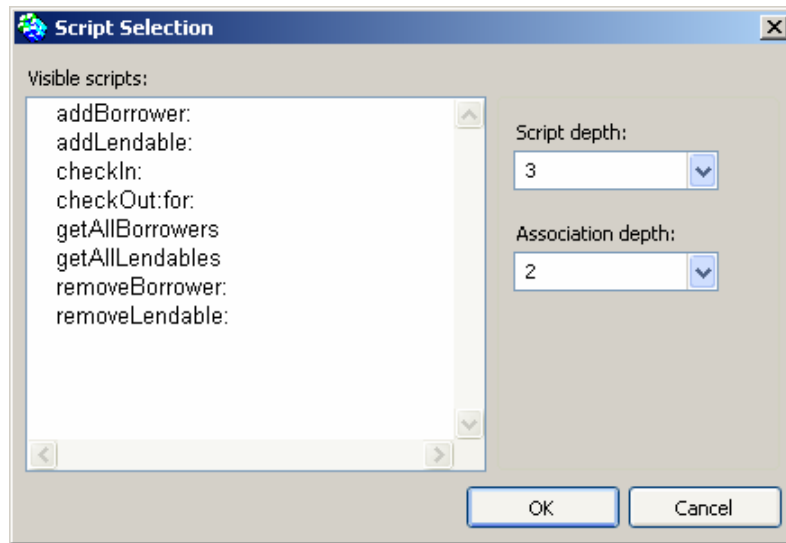 Script Selection
Visible scripts:
addBorrower:
addLendable:
checkIn:
checkOut:for:
getAllBorrowers
getAllLendables
removeBorrower:
removeLendable:
Script depth:
3
Association depth:
2
OK
Cancel